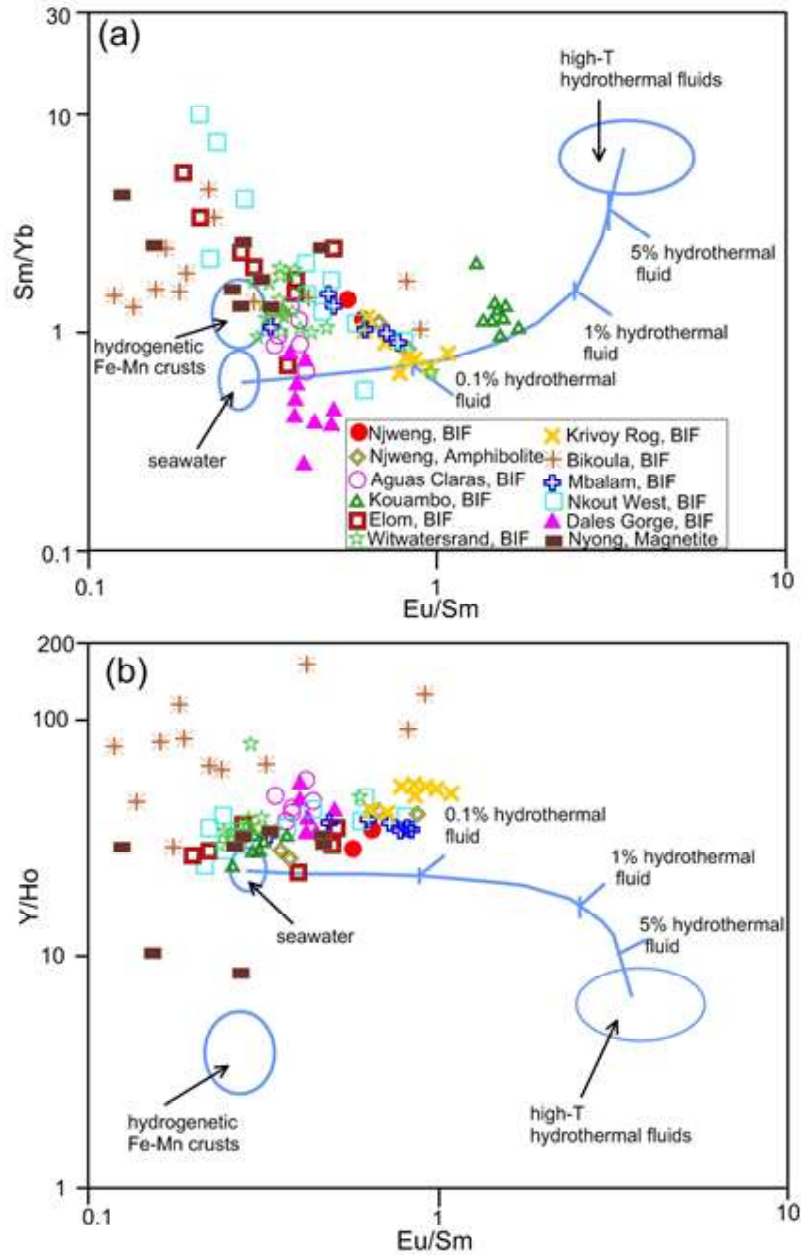 (a)
30
10
1
0.1
Sm/Yb
high-T
hydrothermal fluids
5% hydrothermal
fluid
1% hydrothermal
fluid
0.1% hydrothermal
fluid
hydrogenetic
Fe-Mn crusts
seawater
Njweng, BIF
Njweng, Amphibolite
Aguas Claras, BIF
Kouambo, BIF
Elom, BIF
Witwatersrand, BIF
Krivoy Rog, BIF
Bikoula, BIF
Mbalam, BIF
Nkout West, BIF
Dales Gorge, BIF
Nyong, Magnetite
0.1
1
10
Eu/Sm
(b)
200
100
10
1
Y/Ho
0.1% hydrothermal
fluid
1% hydrothermal
fluid
5% hydrothermal
fluid
seawater
hydrogenetic
Fe-Mn crusts
high-T
hydrothermal fluids
0.1
1
10
Eu/Sm